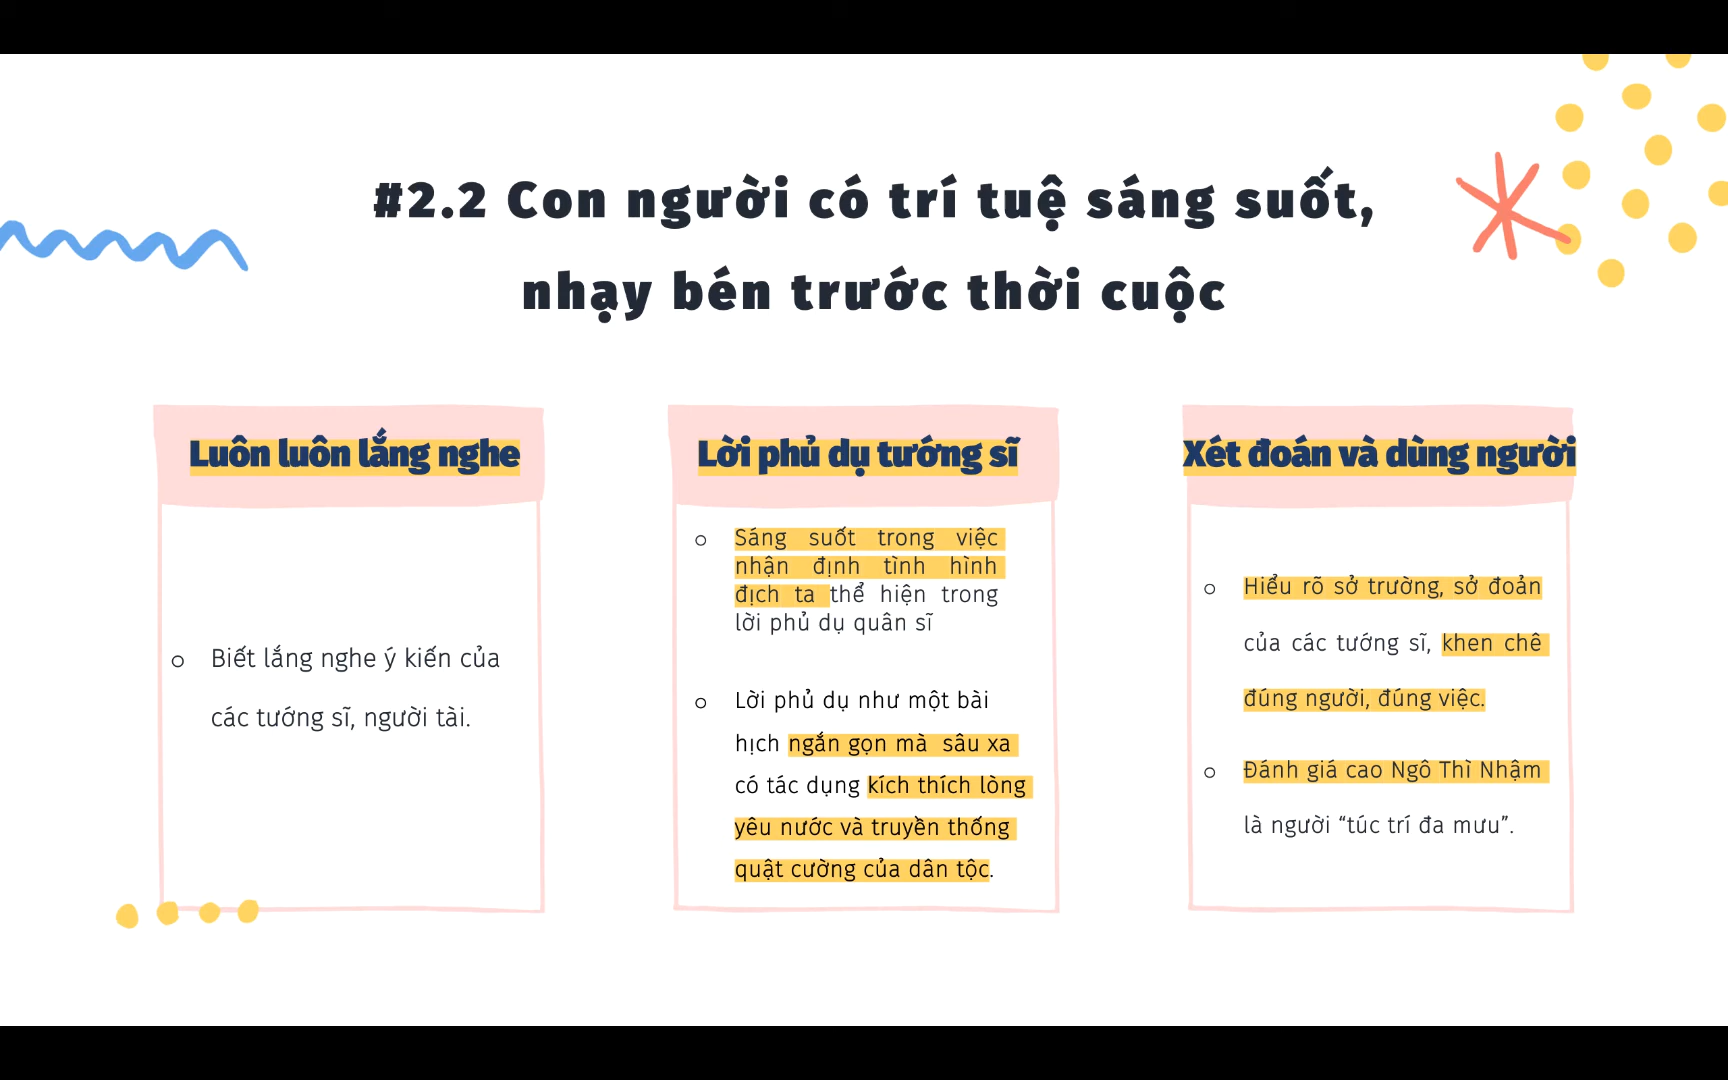 #2.2 Con người có trí tuệ sáng suốt,
nhạy bén trước thời cuộc
Luôn luôn lắng nghe
Biết lắng nghe ý kiến của
các tướng sĩ, người tài.
Lời phủ dụ tướng sĩ
Sáng suốt trong việc
nhận định tình hình
địch ta thể hiện trong
lời phủ dụ quân sĩ
Lời phủ dụ như một bài
hịch ngắn gọn mà sâu xa
có tác dụng kích thích lòng
yêu nước và truyền thống
quật cường của dân tộc.
Xét đoán và dùng người
Hiểu rõ sở trường, sở đoản
của các tướng sĩ, khen chê
đúng người, đúng việc.
Đánh giá cao Ngô Thì Nhậm
là người “túc trí đa mưu”.